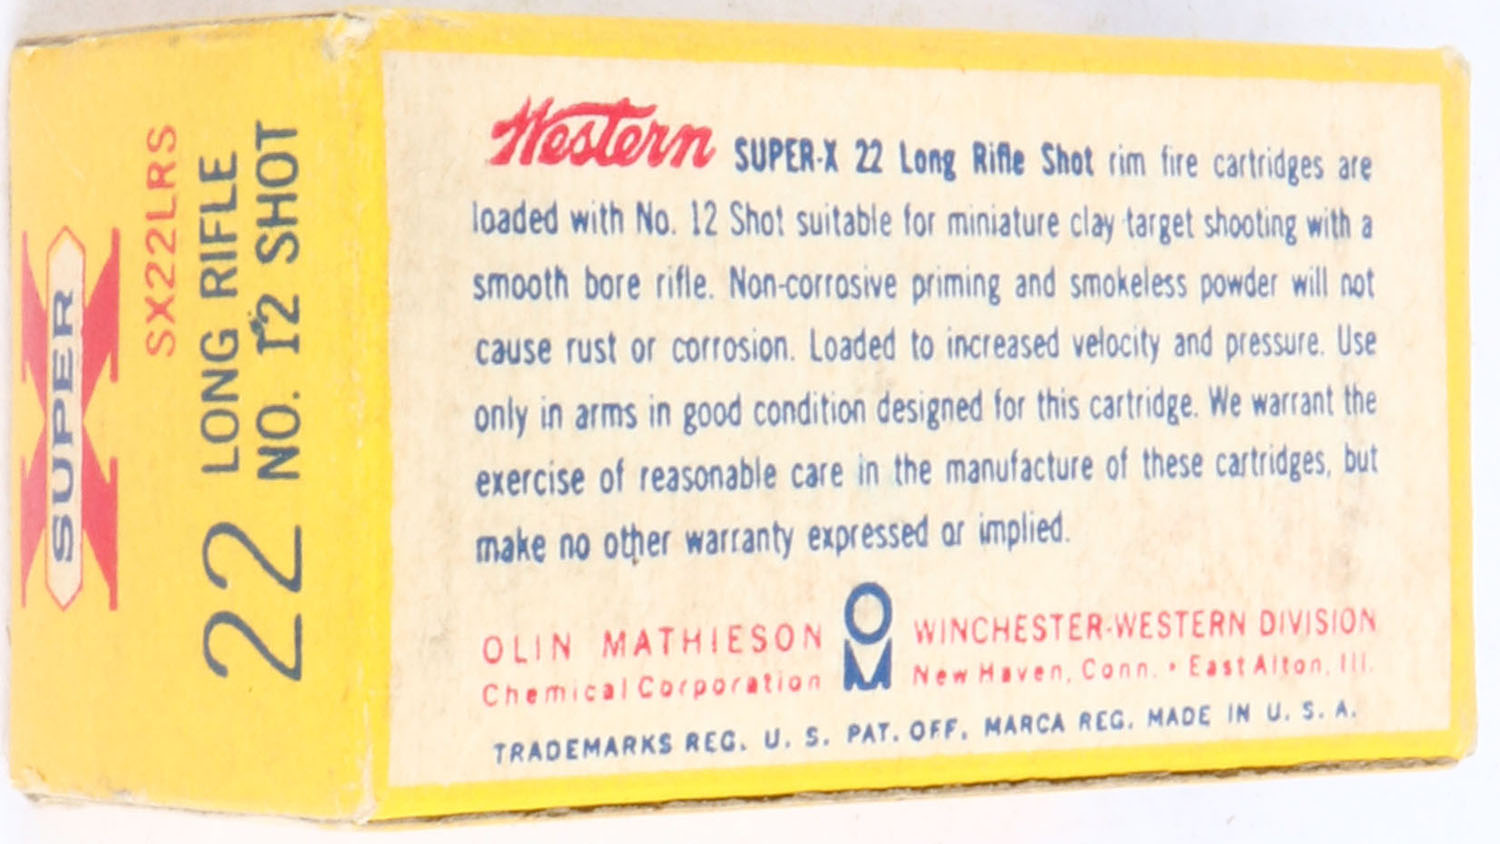 SUPER X
SX22LRS
22 LONG RIFLE
NO. 12 SHOT
Western SUPER-X 22 Long Rifle Shot rim fire cartridges are
loaded with No. 12 Shot suitable for miniature clay target shooting with a
smooth bore rifle. Non-corrosive priming and smokeless powder will not
cause rust or corrosion. Loaded to increased velocity and pressure. Use
only in arms in good condition designed for this cartridge. We warrant the
exercise of reasonable care in the manufacture of these cartridges, but
make no other warranty expressed or implied.
OLIN MATHIESON OM WINCHESTER-WESTERN DIVISION
Chemical Corporation New Haven, Conn. • East Alton, Ill.
TRADEMARKS REG. U. S. PAT. OFF. MARCA REG. MADE IN U. S. A.